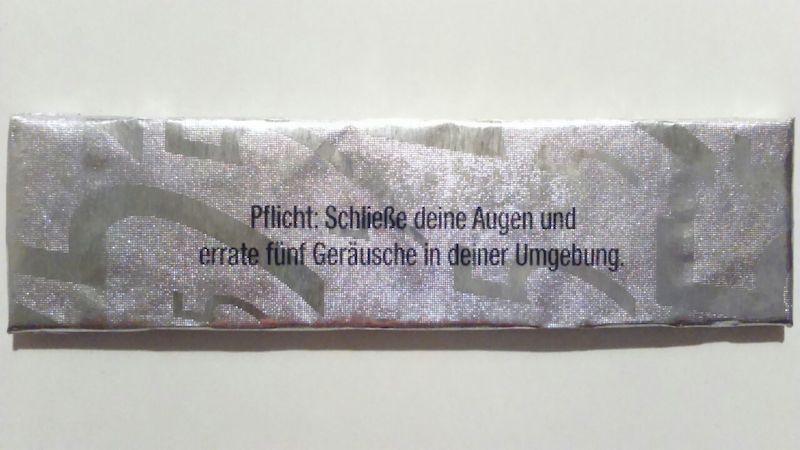 Pflicht: Schließe deine Augen und
errate fünf Geräusche in deiner Umgebung.